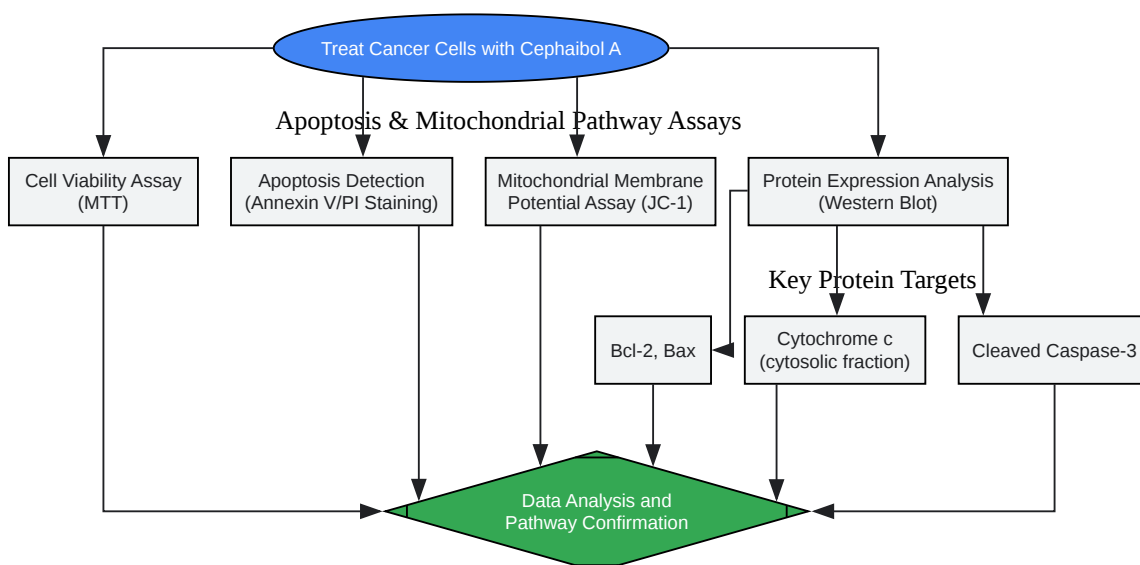 Treat Cancer Cells with Cephaibol A
Apoptosis & Mitochondrial Pathway Assays
Cell Viability Assay
(MTT)
Apoptosis Detection
(Annexin V/PI Staining)
Mitochondrial Membrane
Potential Assay (JC-1)
Protein Expression Analysis
(Western Blot)
Key Protein Targets
Bcl-2, Bax
Cytochrome c
(cytosolic fraction)
Cleaved Caspase-3
Data Analysis and
Pathway Confirmation